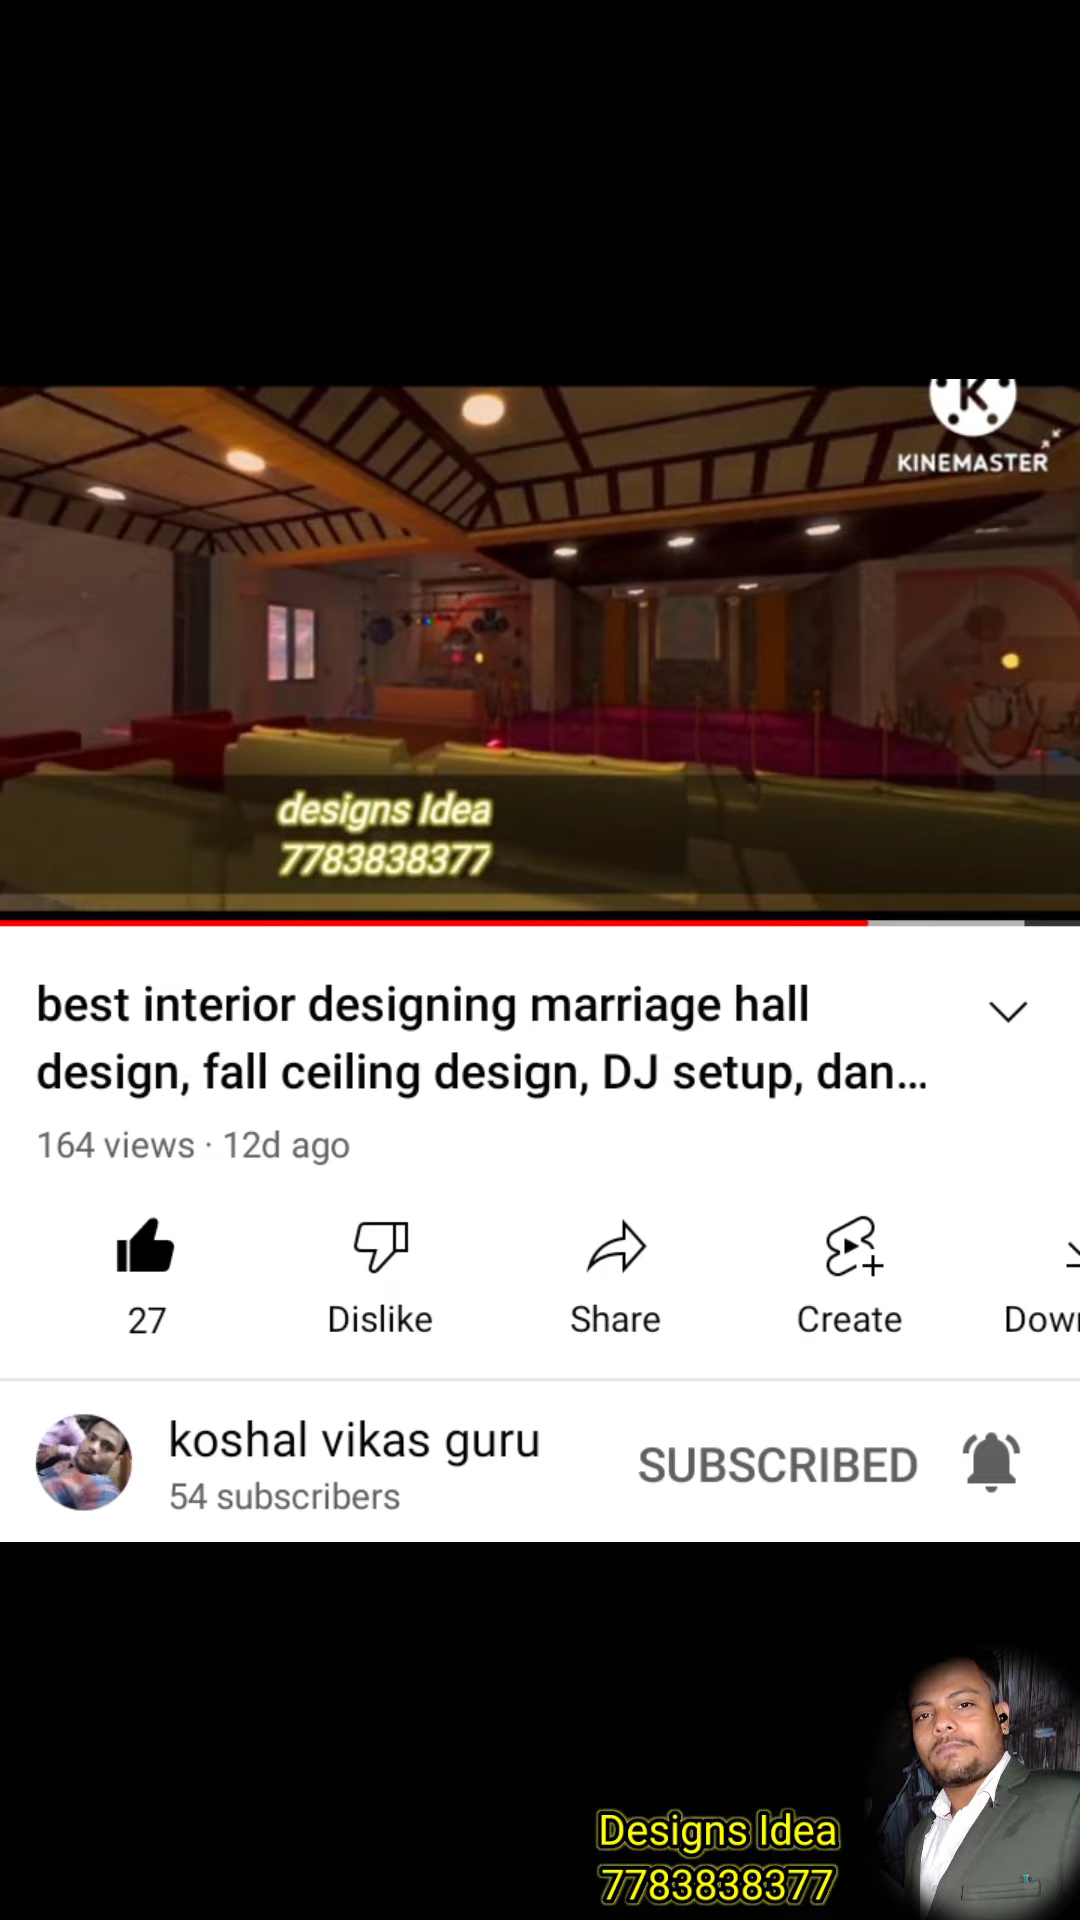 K
KINEMASTER
designs Idea
7783838377
best interior designing marriage hall
design, fall ceiling design, DJ setup, dan...
164 views · 12d ago
27
Dislike
Share
Create
Dow
koshal vikas guru
54 subscribers
SUBSCRIBED
Designs Idea
7783838377